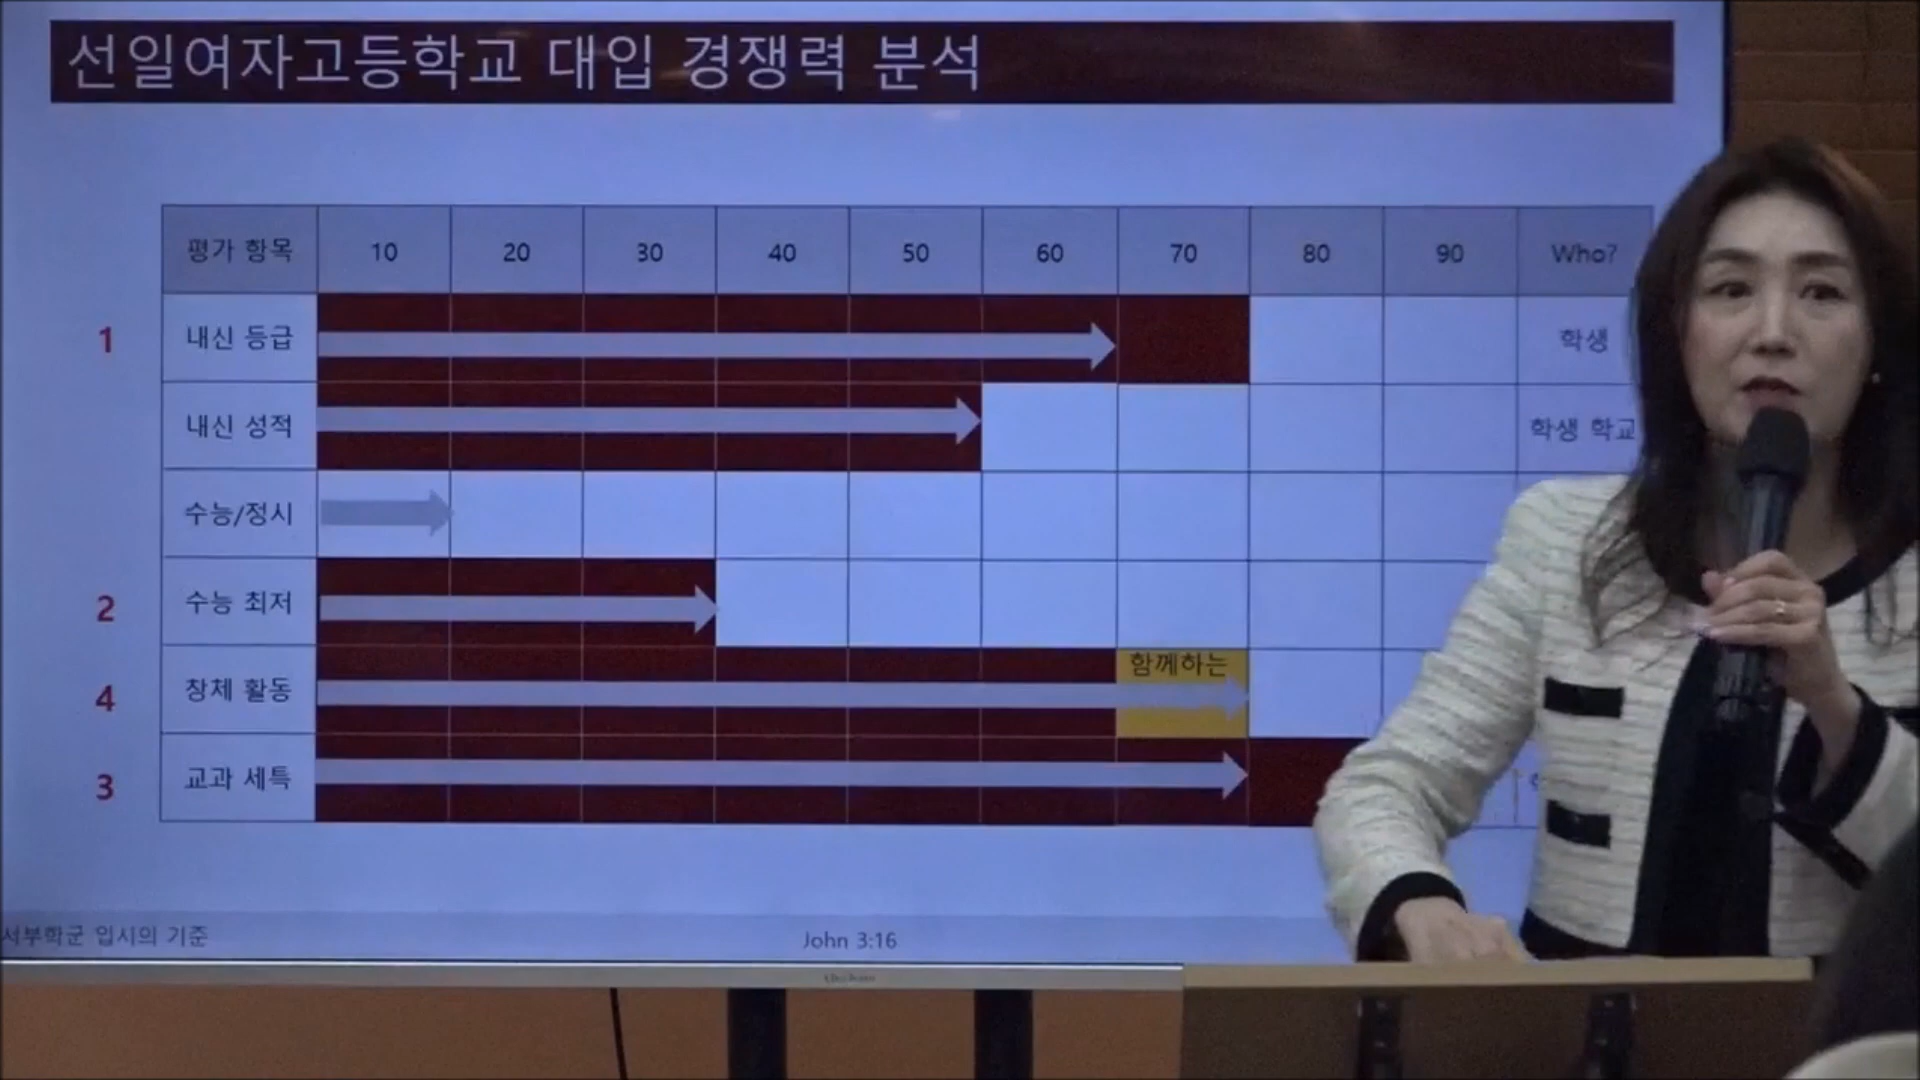 선일여자고등학교 대입 경쟁력 분석
평가 항목 10 20 30 40 50 60 70 80 90 Who?
1 내신 등급 학생
내신 성적 학생 학교
수능/정시
2 수능 최저
4 창체 활동 함께하는
3 교과 세특
서부학군 입시의 기준 John 3:16